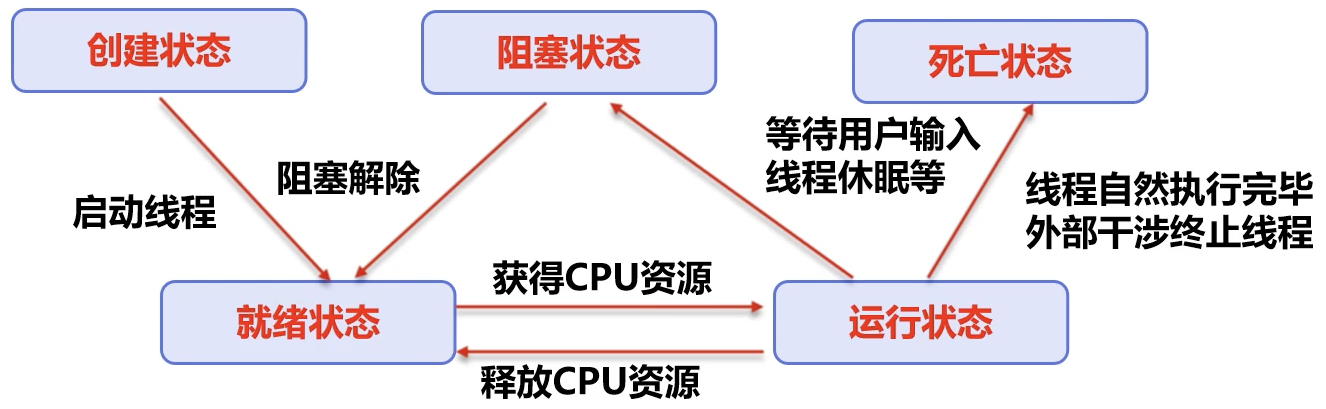 创建状态
阻塞状态
死亡状态
等待用户输入
线程休眠等
阻塞解除
启动线程
线程自然执行完毕
外部干涉终止线程
获得CPU资源
就绪状态
运行状态
释放CPU资源